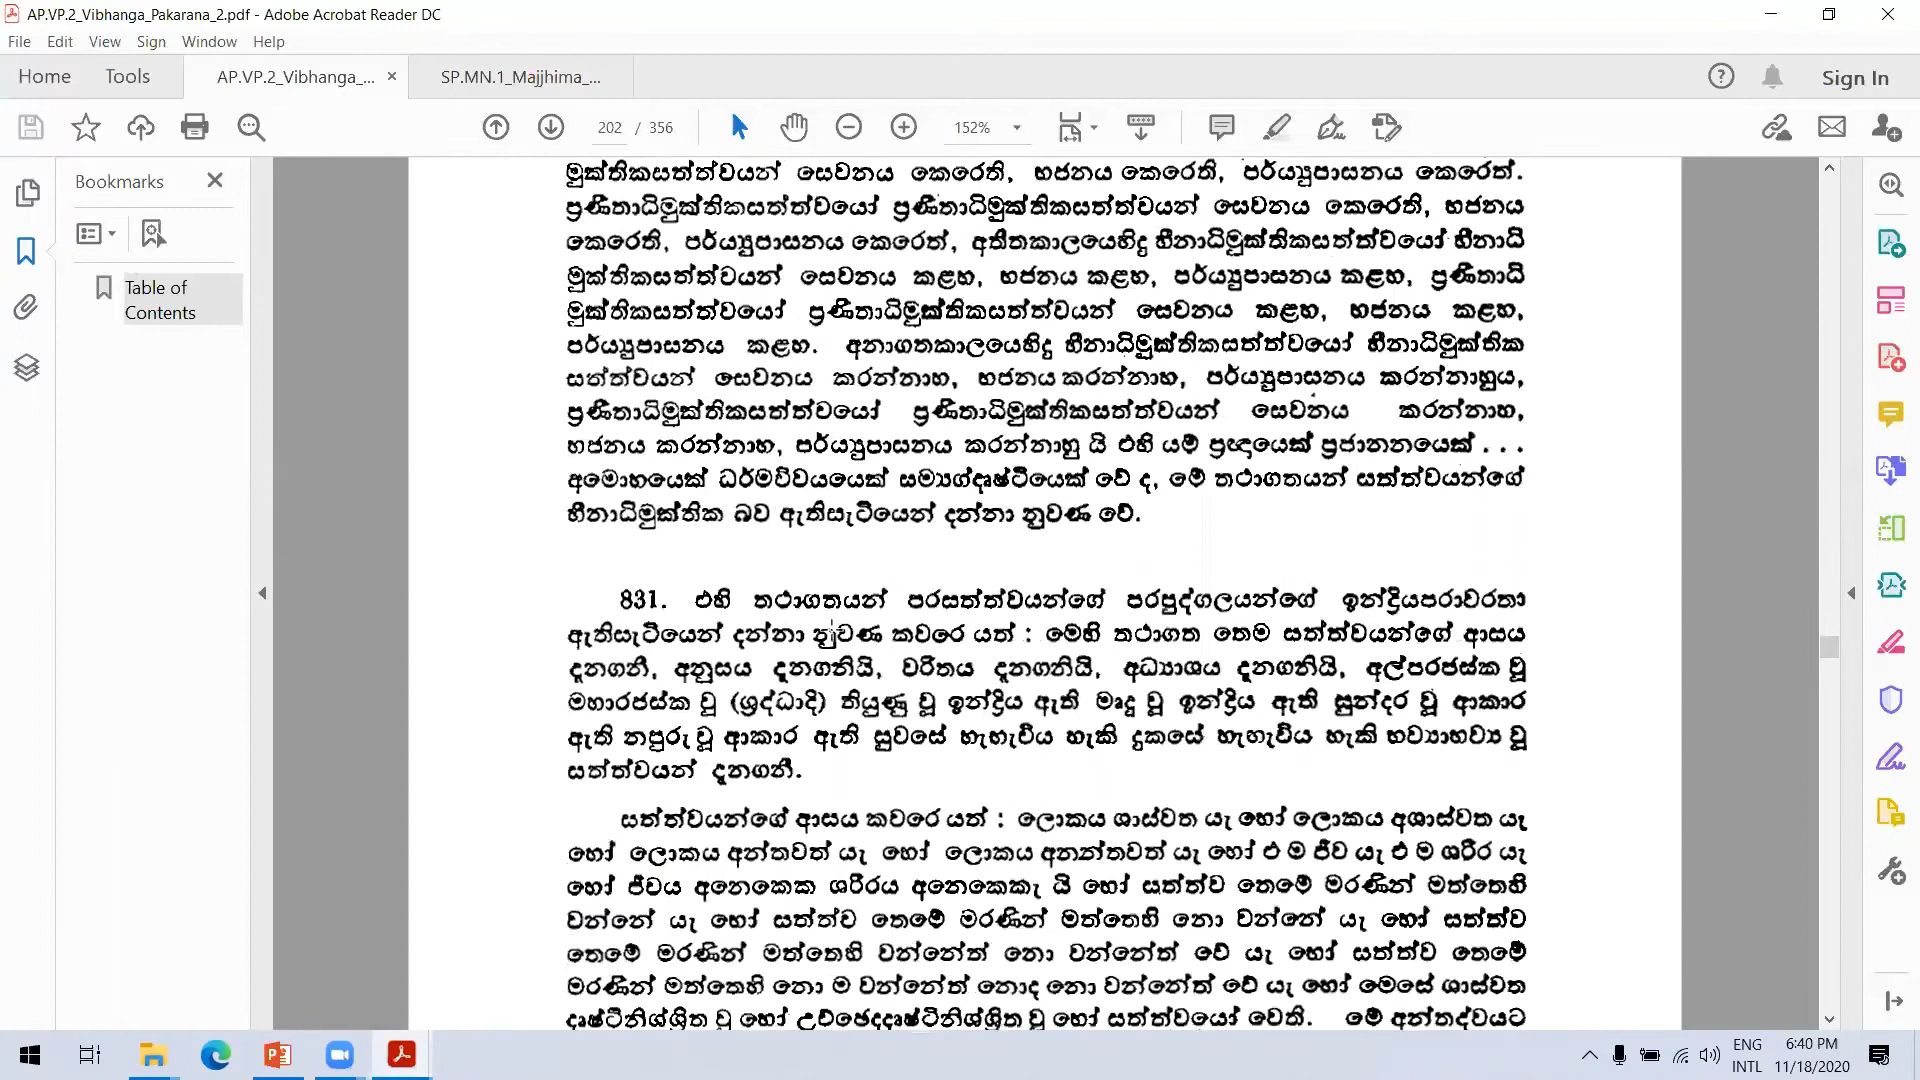 AP.VP.2_Vibhanga_Pakarana_2.pdf - Adobe Acrobat Reader DC
File Edit View Sign Window Help
Home Tools AP.VP.2_Vibhanga_... × SP.MN.1_Majjhima_... Sign In
202 / 356 152%
Bookmarks
Table of
Contents
මුක්තිකසත්ත්වයන් සෙවනය කෙරෙති, භජනය කෙරෙති, පර්ය්‍යුපාසනය කෙරෙත්.
ප්‍රණීතාධිමුක්තිකසත්ත්වයෝ ප්‍රණීතාධිමුක්තිකසත්ත්වයන් සෙවනය කෙරෙති, භජනය
කෙරෙති, පර්ය්‍යුපාසනය කෙරෙත්, අතීතකාලයෙහිදු හීනාධිමුක්තිකසත්ත්වයෝ හීනාධි
මුක්තිකසත්ත්වයන් සෙවනය කළහ, භජනය කළහ, පර්ය්‍යුපාසනය කළහ, ප්‍රණීතාධි
මුක්තිකසත්ත්වයෝ ප්‍රණීතාධිමුක්තිකසත්ත්වයන් සෙවනය කළහ, භජනය කළහ,
පර්ය්‍යුපාසනය කළහ. අනාගතකාලයෙහිදු හීනාධිමුක්තිකසත්ත්වයෝ හීනාධිමුක්තික
සත්ත්වයන් සෙවනය කරන්නාහ, භජනය කරන්නාහ, පර්ය්‍යුපාසනය කරන්නාහුය,
ප්‍රණීතාධිමුක්තිකසත්ත්වයෝ ප්‍රණීතාධිමුක්තිකසත්ත්වයන් සෙවනය කරන්නාහ,
භජනය කරන්නාහ, පර්ය්‍යුපාසනය කරන්නාහු යි එහි යම් ප්‍රඥායෙක් ප්‍රජානනයෙක් . . .
අමොහයෙක් ධර්මවිචයයෙක් සම්‍යග්දෘෂ්ටියෙක් වේ ද, මේ තථාගතයන් සත්ත්වයන්ගේ
හීනාධිමුක්තික බව ඇතිසැටියෙන් දන්නා නුවණ වේ.
831. එහි තථාගතයන් පරසත්ත්වයන්ගේ පරපුද්ගලයන්ගේ ඉන්ද්‍රියපරාවරතා
ඇතිසැටියෙන් දන්නා නුවණ කවරෙ යත් : මෙහි තථාගත තෙම සත්ත්වයන්ගේ ආසය
දැනගනී, අනුසය දැනගනියි, චරිතය දැනගනියි, අධ්‍යාශය දැනගනියි, අල්පරජස්ක වූ
මහාරජස්ක වූ (ශ්‍රද්ධාදි) තියුණු වූ ඉන්ද්‍රිය ඇති මෘදු වූ ඉන්ද්‍රිය ඇති සුන්දර වූ ආකාර
ඇති නපුරු වූ ආකාර ඇති සුවසේ හැඟැවිය හැකි දුකසේ හැඟැවිය හැකි භව්‍යාභව්‍ය වූ
සත්ත්වයන් දැනගනී.
සත්ත්වයන්ගේ ආසය කවරෙ යත් : ලොකය ශාස්වත යැ හෝ ලොකය අශාස්වත යැ
හෝ ලොකය අන්තවත් යැ හෝ ලොකය අනන්තවත් යැ හෝ එ ම ජීව යැ එ ම ශරීර යැ
හෝ ජීවය අනෙකෙක ශරීරය අනෙකෙකැ යි හෝ සත්ත්ව තෙමේ මරණින් මත්තෙහි
වන්නේ යැ හෝ සත්ත්ව තෙමේ මරණින් මත්තෙහි නො වන්නේ යැ හෝ සත්ත්ව
තෙමේ මරණින් මත්තෙහි වන්නේත් නො වන්නේත් වේ යැ හෝ සත්ත්ව තෙමේ
මරණින් මත්තෙහි නො ම වන්නේත් නොද නො වන්නේත් වේ යැ හෝ මෙසේ ශාස්වත
දෘෂ්ටිනිශ්ශ්‍රිත වූ හෝ උච්ඡෙදදෘෂ්ටිනිශ්ශ්‍රිත වූ හෝ සත්ත්වයෝ වෙති. මේ අන්තද්වයට
ENG 6:40 PM
INTL 11/18/2020